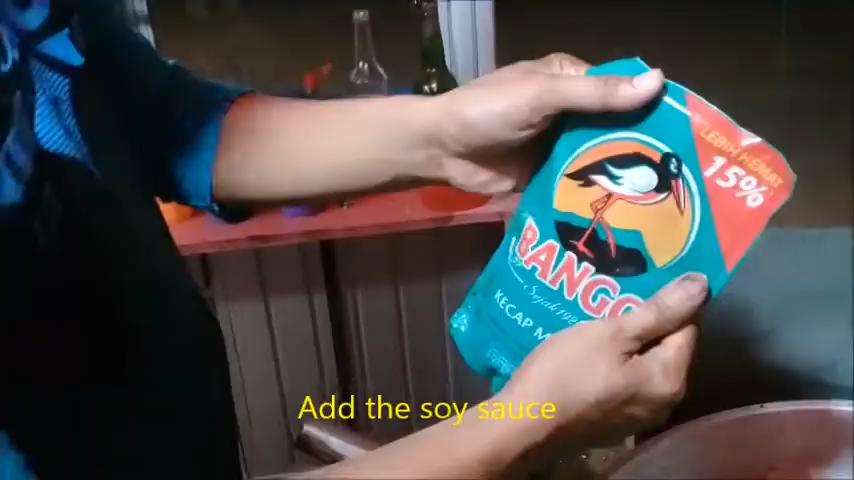 LEBIH HEMAT
15%
BANGO
KECAP
Add the soy sauce